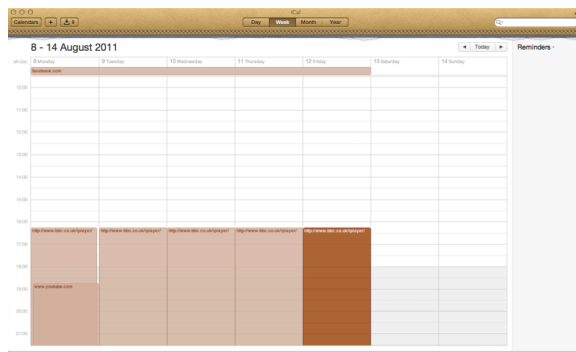 iCal
Calendars + 9 Day Week Month Year
8 - 14 August 2011
Today
Reminders
all-day 8 Monday 9 Tuesday 10 Wednesday 11 Thursday 12 Friday 13 Saturday 14 Sunday
facebook.com
10:00
11:00
12:00
13:00
14:00
15:00
16:00
http://www.bbc.co.uk/iplayer/ http://www.bbc.co.uk/iplayer/ http://www.bbc.co.uk/iplayer/ http://www.bbc.co.uk/iplayer/ http://www.bbc.co.uk/iplayer/
17:00
18:00
www.youtube.com
19:00
20:00
21:00